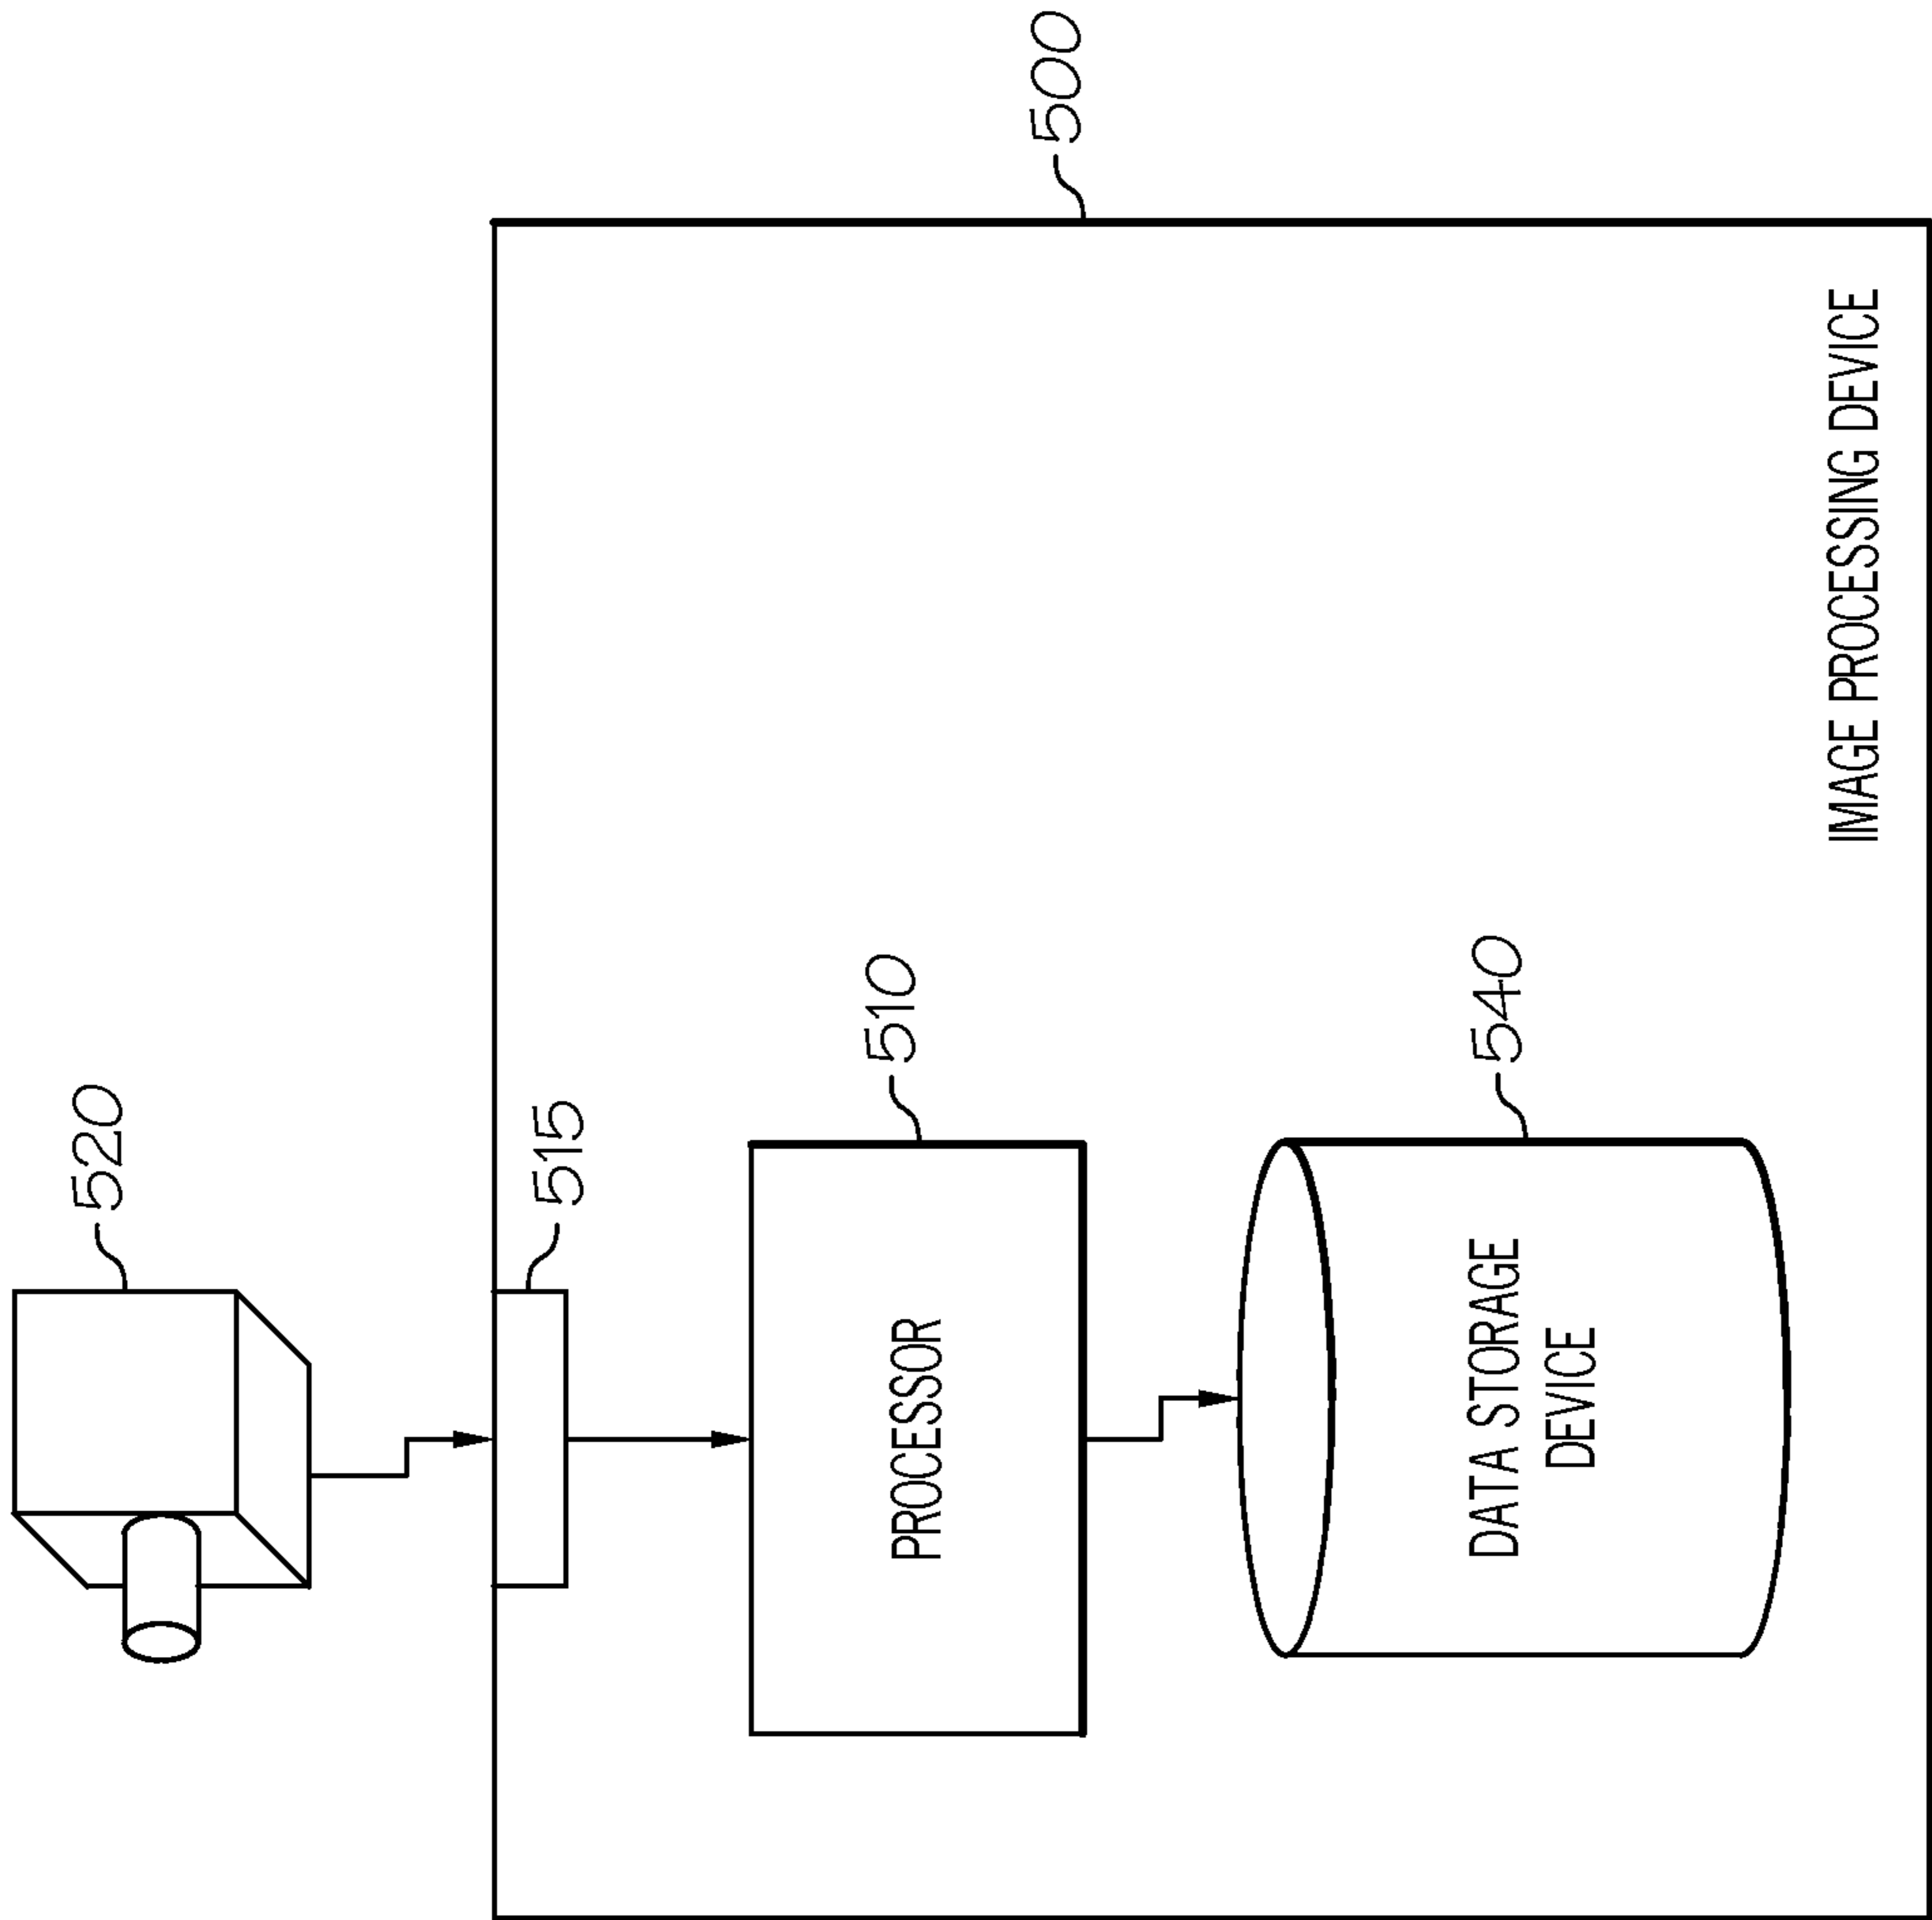 520
515
500
510
PROCESSOR
540
DATA STORAGE
DEVICE
IMAGE PROCESSING DEVICE